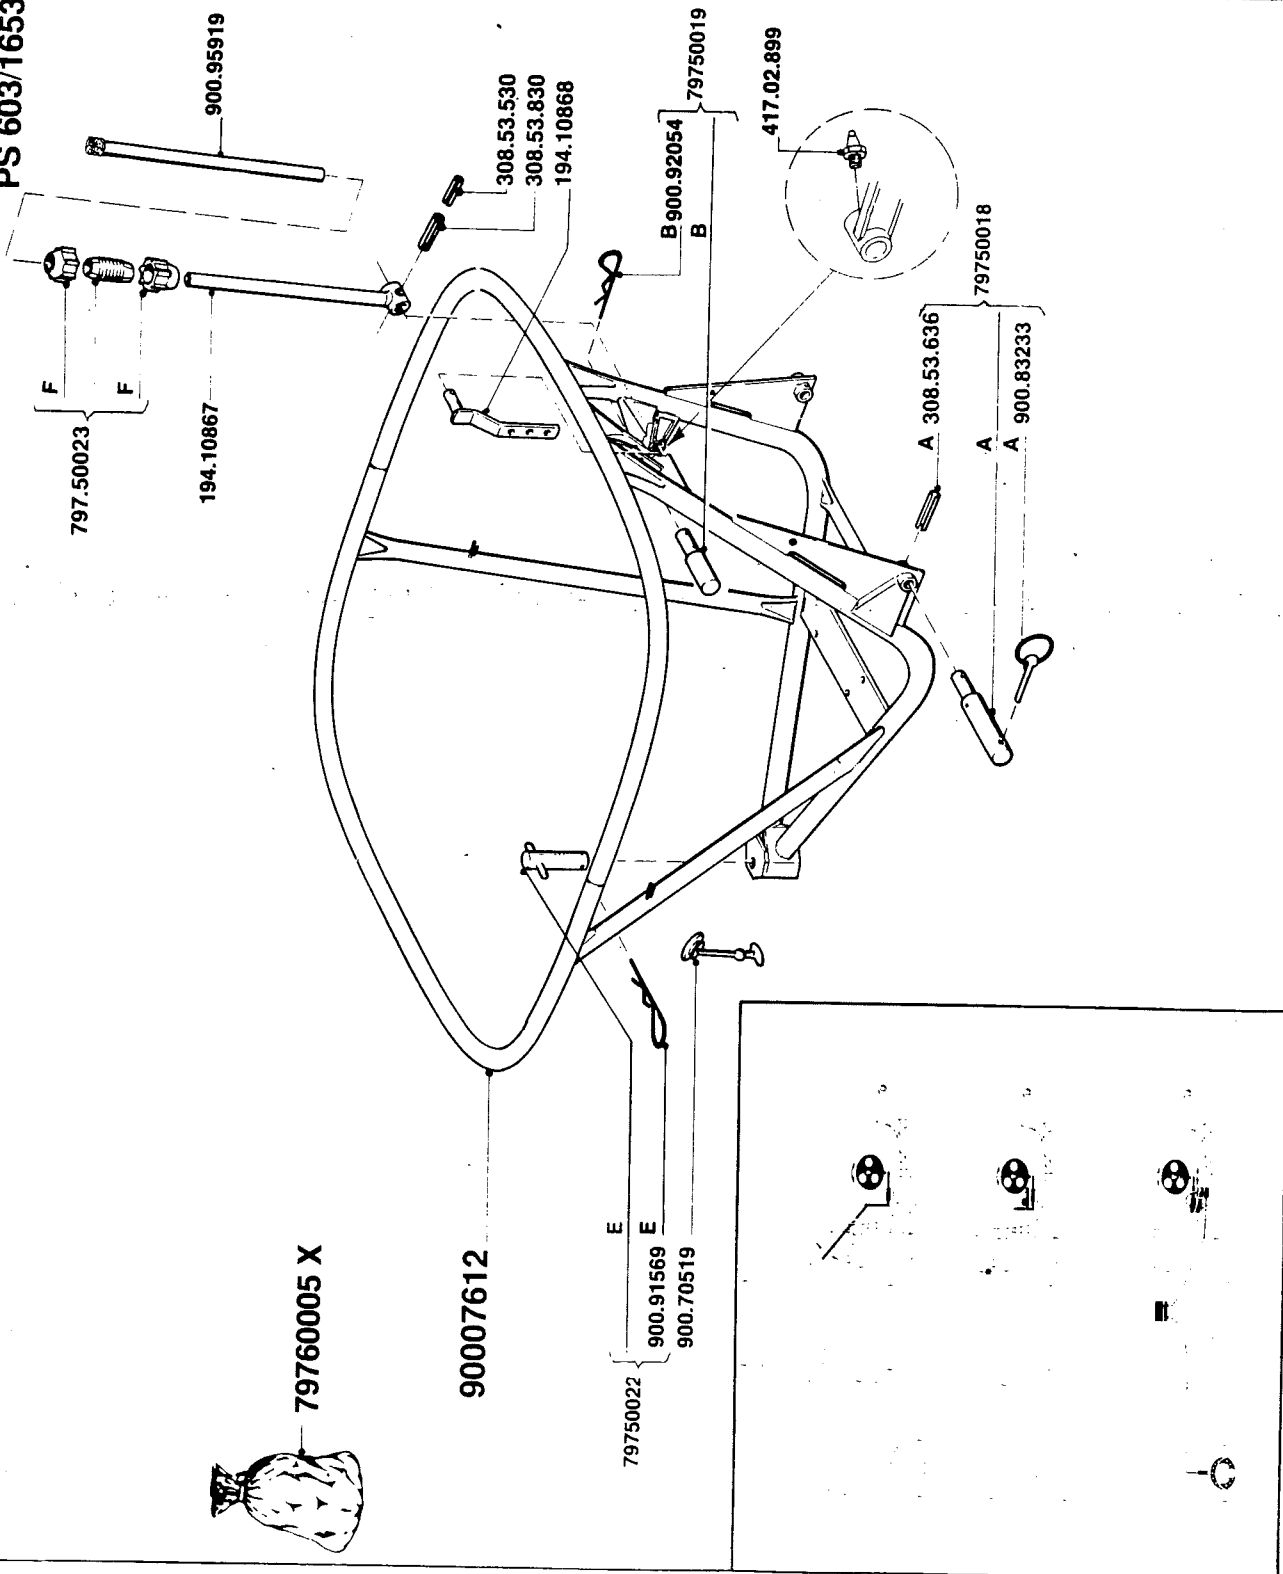 PS 603/1653
900.95919
F
F
797.50023
194.10867
308.53.530
308.53.830
194.10868
B 900.92054
B
79750019
417.02.899
79750018
A 308.53.636
A
A 900.83233
79760005 X
90007612
E
E
900.91569
900.70519
79750022